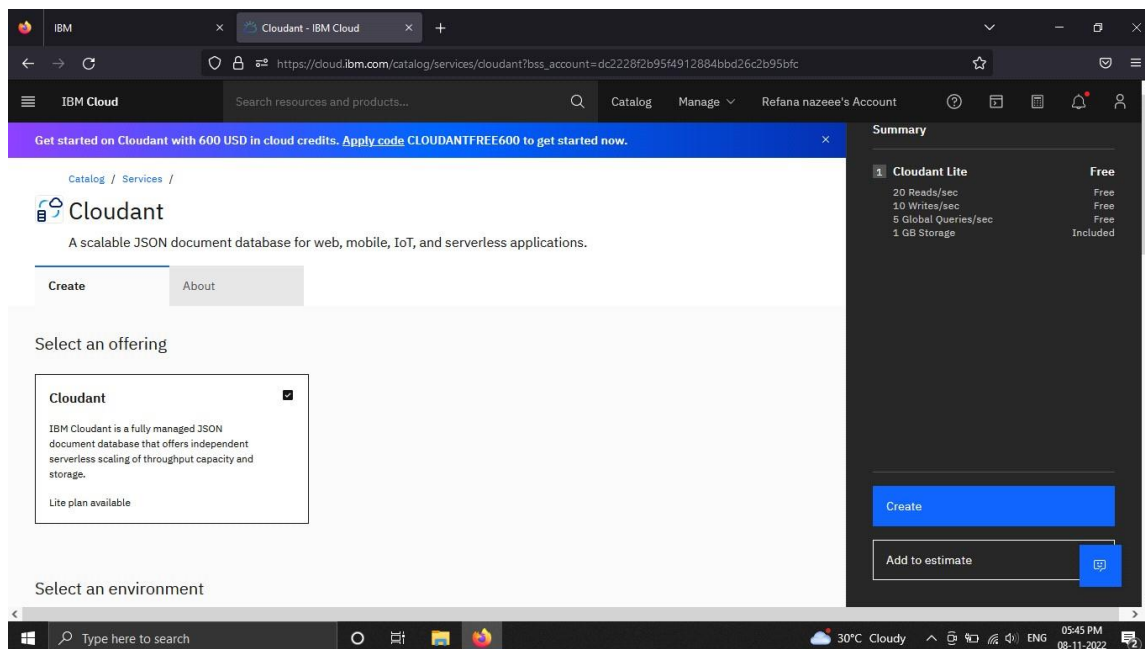 IBM
Cloudant - IBM Cloud
https://cloud.ibm.com/catalog/services/cloudant?bss_account=dc2228f2b95f4912884bbd26c2b95bfc
IBM Cloud
Search resources and products...
Catalog
Manage
Refana nazeee's Account
Get started on Cloudant with 600 USD in cloud credits. Apply code CLOUDANTFREE600 to get started now.
Catalog / Services /
Cloudant
A scalable JSON document database for web, mobile, IoT, and serverless applications.
Create
About
Select an offering
Cloudant
IBM Cloudant is a fully managed JSON
document database that offers independent
serverless scaling of throughput capacity and
storage.
Lite plan available
Select an environment
Summary
1 Cloudant Lite Free
20 Reads/sec Free
10 Writes/sec Free
5 Global Queries/sec Free
1 GB Storage Included
Create
Add to estimate
Type here to search
30°C Cloudy
ENG
05:45 PM
08-11-2022
2